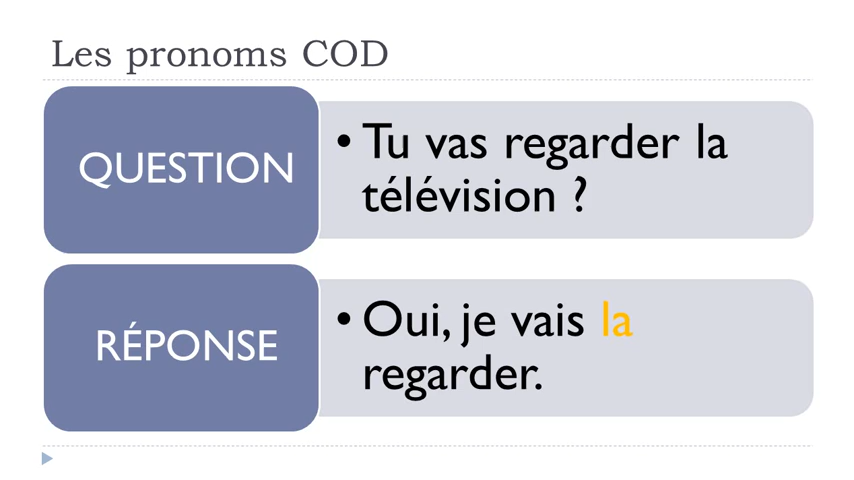 Les pronoms COD
QUESTION
• Tu vas regarder la
télévision ?
RÉPONSE
• Oui, je vais la
regarder.